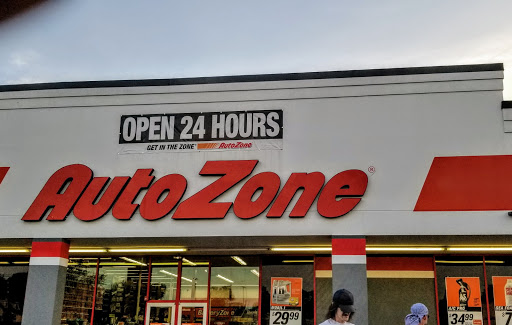 OPEN 24 HOURS
GET IN THE ZONE AutoZone
AutoZone®
29.99
34.99